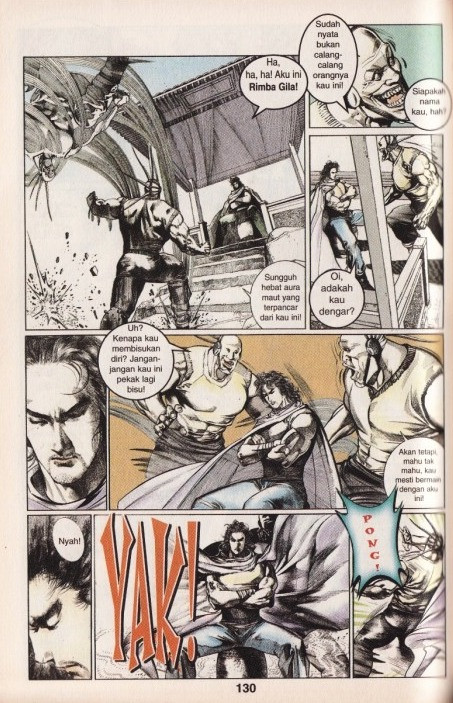 Ha,
ha, ha! Aku ini
Rimba Gila!
Sungguh
hebat aura
maut yang
terpancar
dari kau ini!
Sudah
nyata
bukan
calang-
calang
orangnya
kau ini!
Siapakah
nama
kau, hah?
Oi,
adakah
kau
dengar?
Uh?
Kenapa kau
membisukan
diri? Jangan-
jangan kau ini
pekak lagi
bisu!
Akan tetapi,
mahu tak
mahu, kau
mesti bermain
dengan aku
ini!
Nyah!
YAK!
PONG!
130